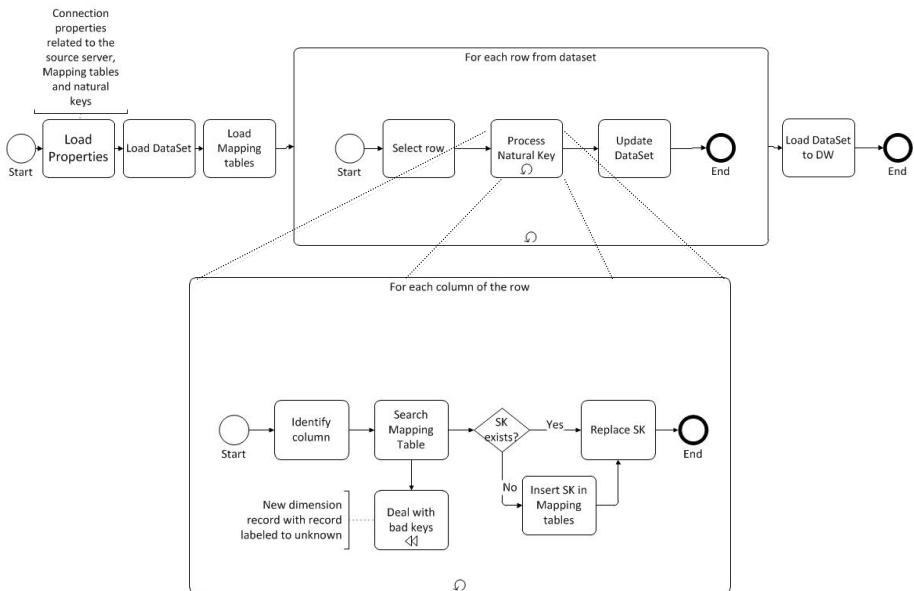 Connection
properties
related to the
source server,
Mapping tables
and natural
keys
For each row from dataset
Start
Load
Properties
Load DataSet
Load
Mapping
tables
Start
Select row
Process
Natural Key
Update
DataSet
End
Load DataSet
to DW
End
For each column of the row
Start
Identify
column
Search
Mapping
Table
SK
exists?
Yes
Replace SK
End
No
Insert SK in
Mapping
tables
New dimension
record with record
labeled to unknown
Deal with
bad keys